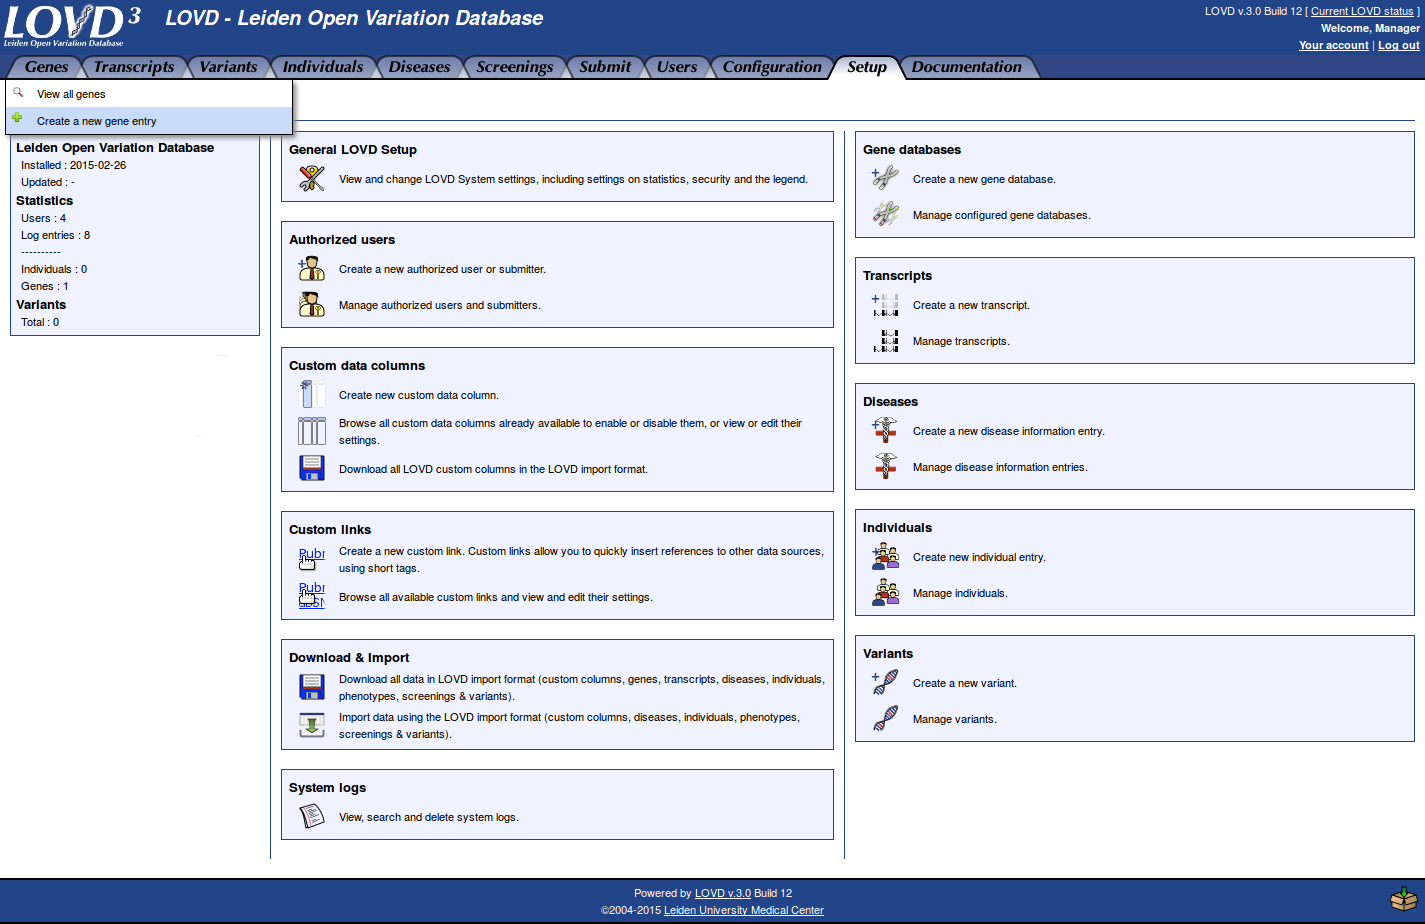 LOVD 3
Leiden Open Variation Database
LOVD - Leiden Open Variation Database
LOVD v.3.0 Build 12 [ Current LOVD status ]
Welcome, Manager
Your account | Log out
Genes Transcripts Variants Individuals Diseases Screenings Submit Users Configuration Setup Documentation
View all genes
Create a new gene entry
Leiden Open Variation Database
Installed : 2015-02-26
Updated : -
Statistics
Users : 4
Log entries : 8
----------
Individuals : 0
Genes : 1
Variants
Total : 0
General LOVD Setup
View and change LOVD System settings, including settings on statistics, security and the legend.
Authorized users
Create a new authorized user or submitter.
Manage authorized users and submitters.
Custom data columns
Create new custom data column.
Browse all custom data columns already available to enable or disable them, or view or edit their
settings.
Download all LOVD custom columns in the LOVD import format.
Custom links
Create a new custom link. Custom links allow you to quickly insert references to other data sources,
using short tags.
Browse all available custom links and view and edit their settings.
Download & Import
Download all data in LOVD import format (custom columns, genes, transcripts, diseases, individuals,
phenotypes, screenings & variants).
Import data using the LOVD import format (custom columns, diseases, individuals, phenotypes,
screenings & variants).
System logs
View, search and delete system logs.
Gene databases
Create a new gene database.
Manage configured gene databases.
Transcripts
Create a new transcript.
Manage transcripts.
Diseases
Create a new disease information entry.
Manage disease information entries.
Individuals
Create new individual entry.
Manage individuals.
Variants
Create a new variant.
Manage variants.
Powered by LOVD v.3.0 Build 12
©2004-2015 Leiden University Medical Center